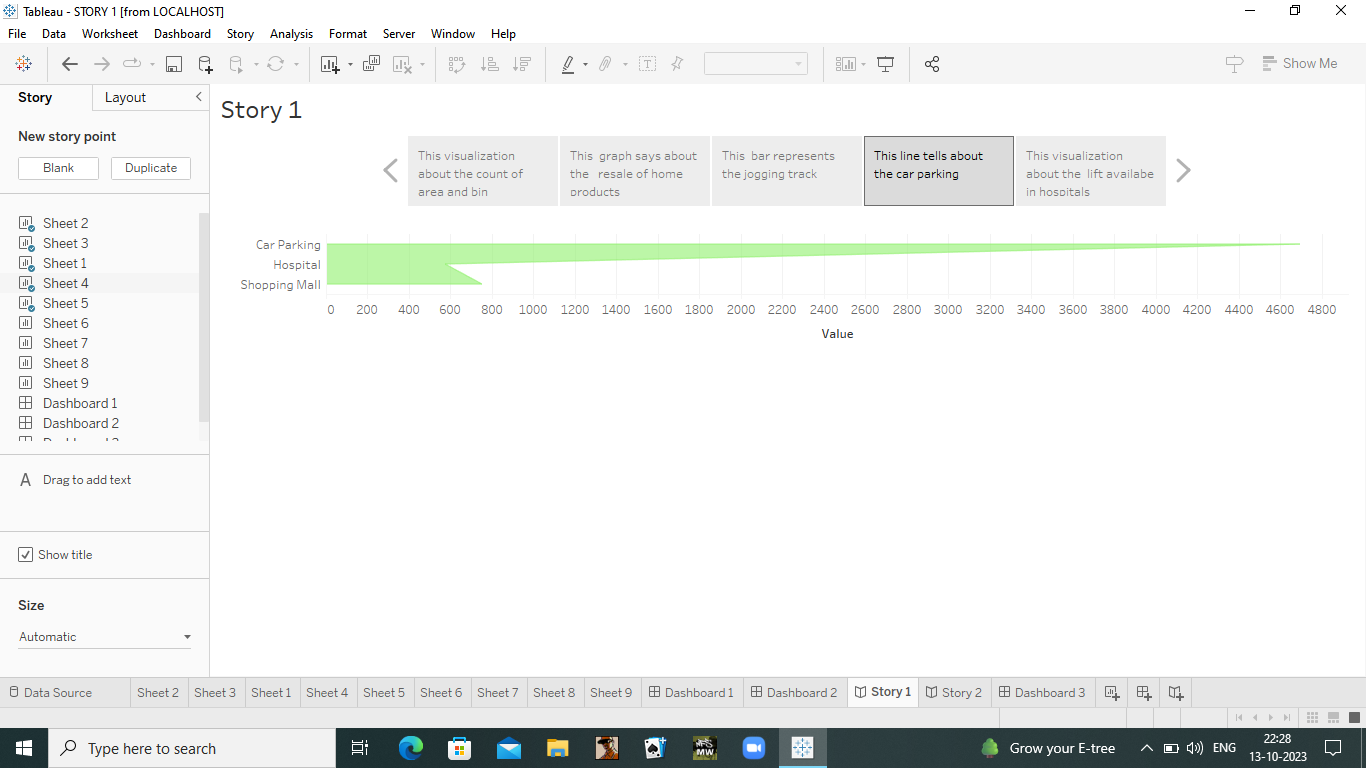 Tableau - STORY 1 [from LOCALHOST]
File Data Worksheet Dashboard Story Analysis Format Server Window Help
Show Me
Story Layout
New story point
Blank Duplicate
Sheet 2
Sheet 3
Sheet 1
Sheet 4
Sheet 5
Sheet 6
Sheet 7
Sheet 8
Sheet 9
Dashboard 1
Dashboard 2
A Drag to add text
Show title
Size
Automatic
Story 1
This visualization
about the count of
area and bin
This graph says about
the resale of home
products
This bar represents
the jogging track
This line tells about
the car parking
This visualization
about the lift availabe
in hospitals
Car Parking
Hospital
Shopping Mall
0 200 400 600 800 1000 1200 1400 1600 1800 2000 2200 2400 2600 2800 3000 3200 3400 3600 3800 4000 4200 4400 4600 4800
Value
Data Source Sheet 2 Sheet 3 Sheet 1 Sheet 4 Sheet 5 Sheet 6 Sheet 7 Sheet 8 Sheet 9 Dashboard 1 Dashboard 2 Story 1 Story 2 Dashboard 3
Type here to search
MW
Grow your E-tree
ENG
22:28
13-10-2023